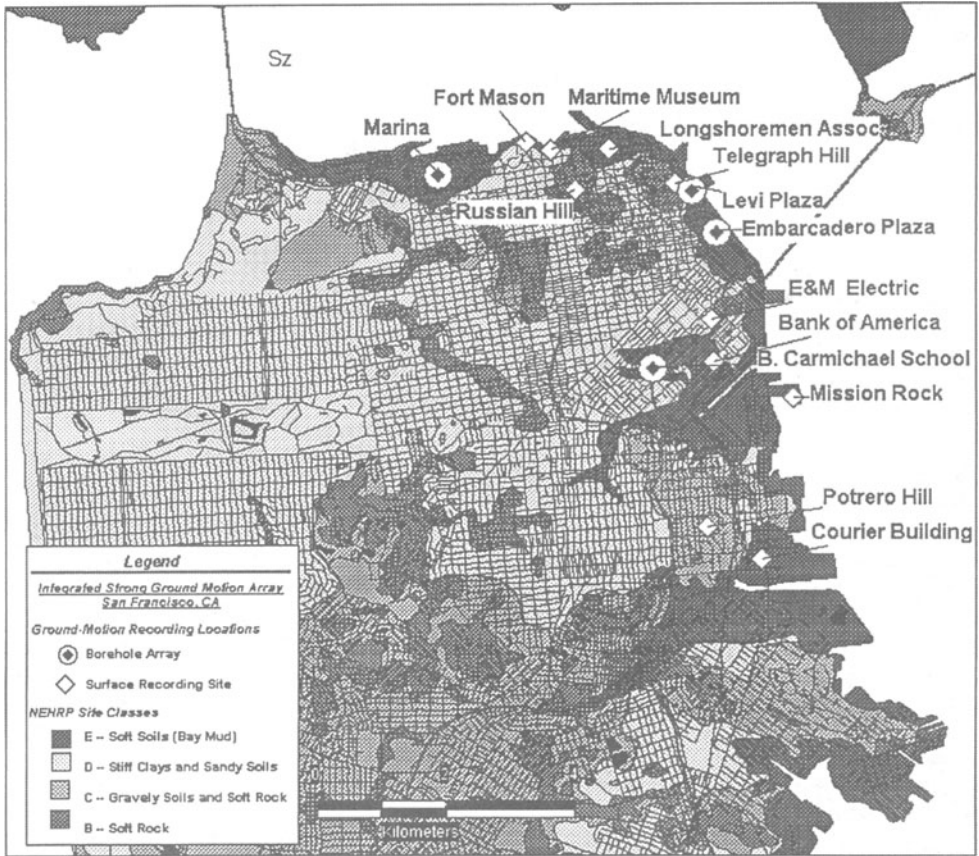 Sz
Fort Mason
Maritime Museum
Marina
Longshoremen Assoc
Telegraph Hill
Russian Hill
Levi Plaza
Embarcadero Plaza
E&M Electric
Bank of America
B. Carmichael School
Mission Rock
Potrero Hill
Courier Building
Legend
Integrated Strong Ground Motion Array
San Francisco, CA
Ground-Motion Recording Locations
Borehole Array
Surface Recording Site
NEHRP Site Classes
E -- Soft Soils (Bay Mud)
D -- Stiff Clays and Sandy Soils
C -- Gravely Soils and Soft Rock
B -- Soft Rock
Kilometers